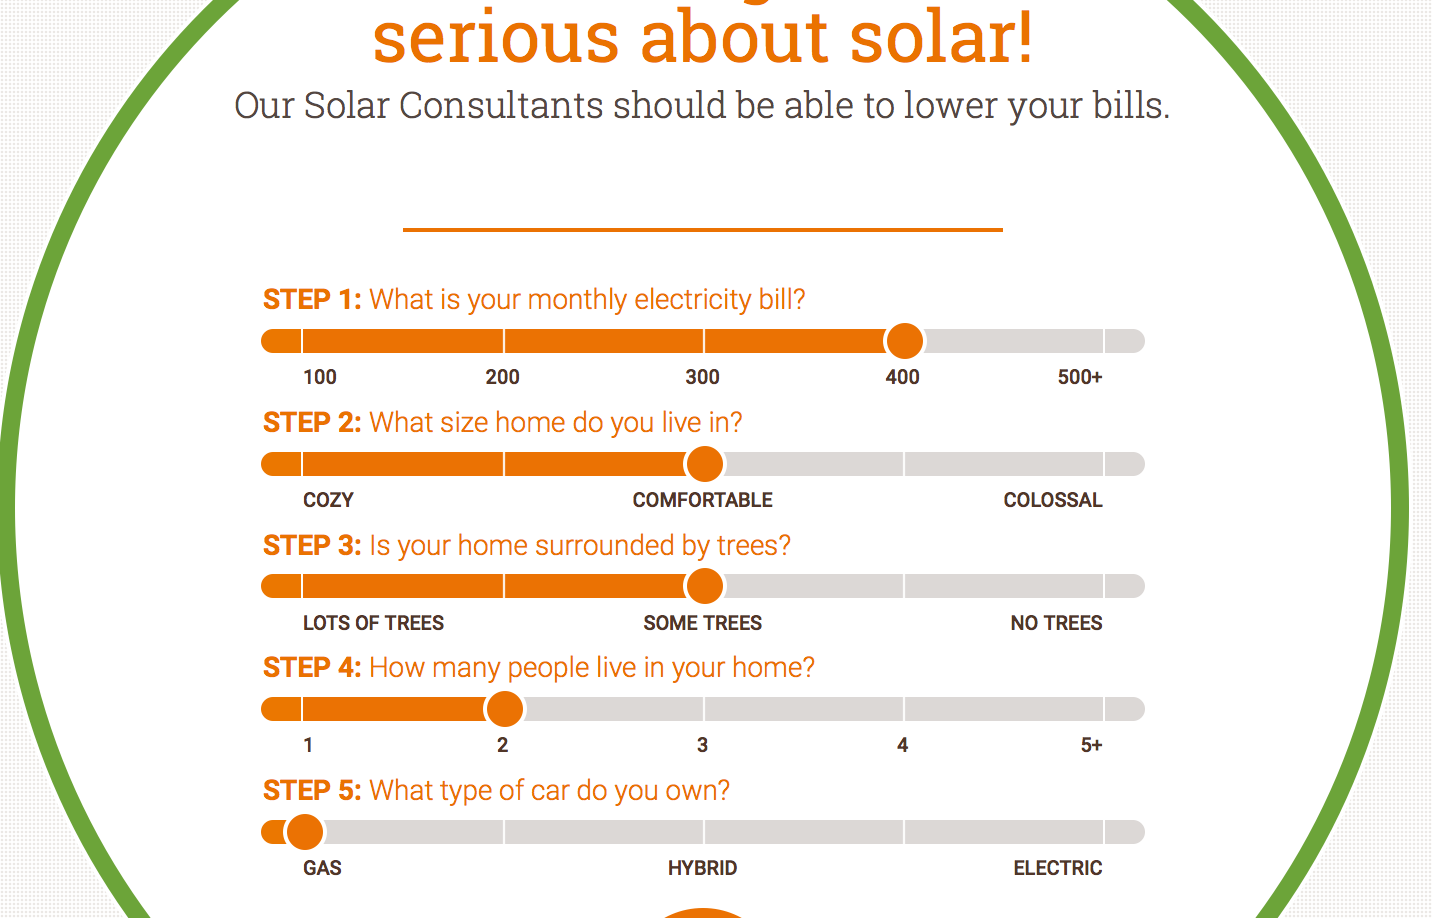 serious about solar!
Our Solar Consultants should be able to lower your bills.
STEP 1: What is your monthly electricity bill?
100 200 300 400 500+
STEP 2: What size home do you live in?
COZY COMFORTABLE COLOSSAL
STEP 3: Is your home surrounded by trees?
LOTS OF TREES SOME TREES NO TREES
STEP 4: How many people live in your home?
1 2 3 4 5+
STEP 5: What type of car do you own?
GAS HYBRID ELECTRIC